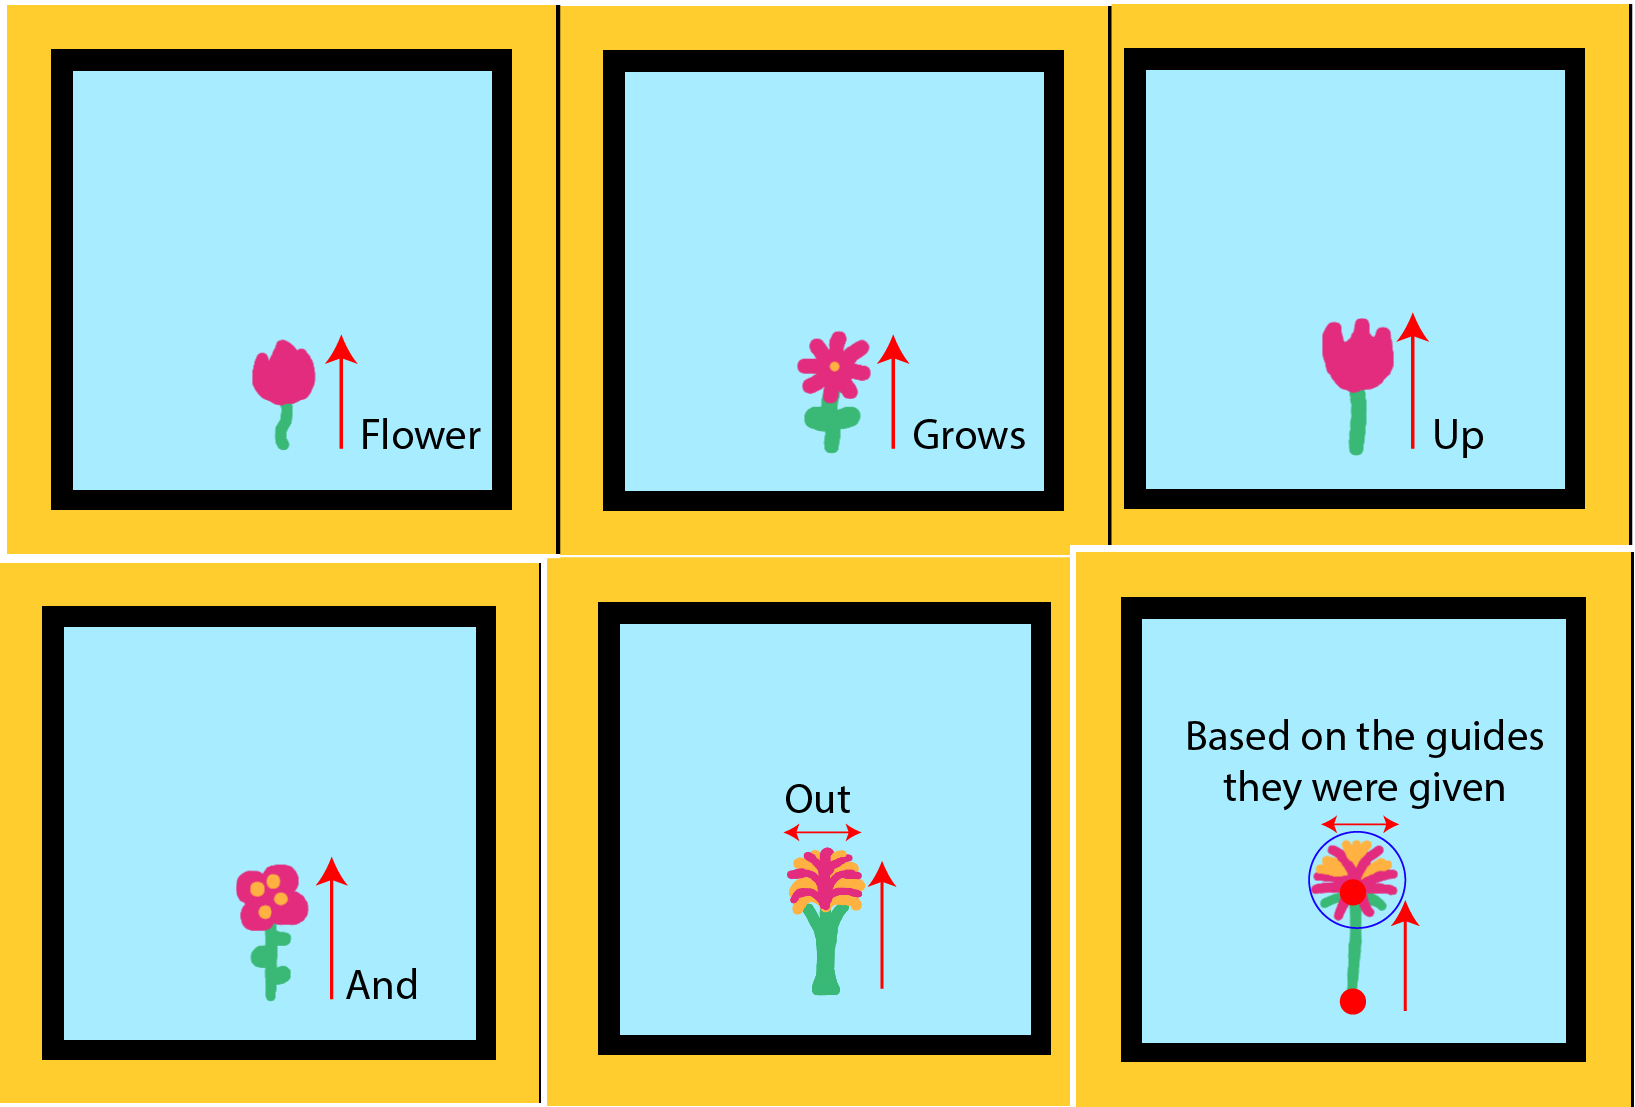 Flower
Grows
Up
And
Out
Based on the guides
they were given